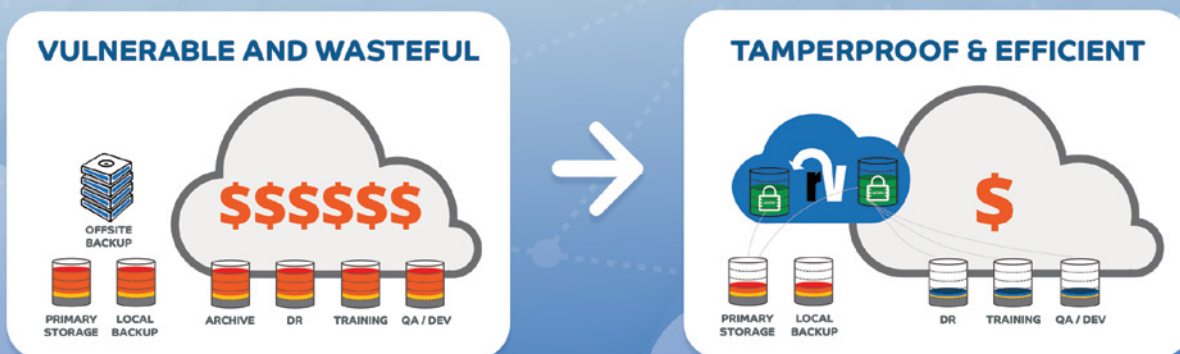 VULNERABLE AND WASTEFUL
$$$$$$
OFFSITE
BACKUP
PRIMARY
STORAGE
LOCAL
BACKUP
ARCHIVE
DR
TRAINING
QA / DEV
TAMPERPROOF & EFFICIENT
rV
$
PRIMARY
STORAGE
LOCAL
BACKUP
DR
TRAINING
QA / DEV